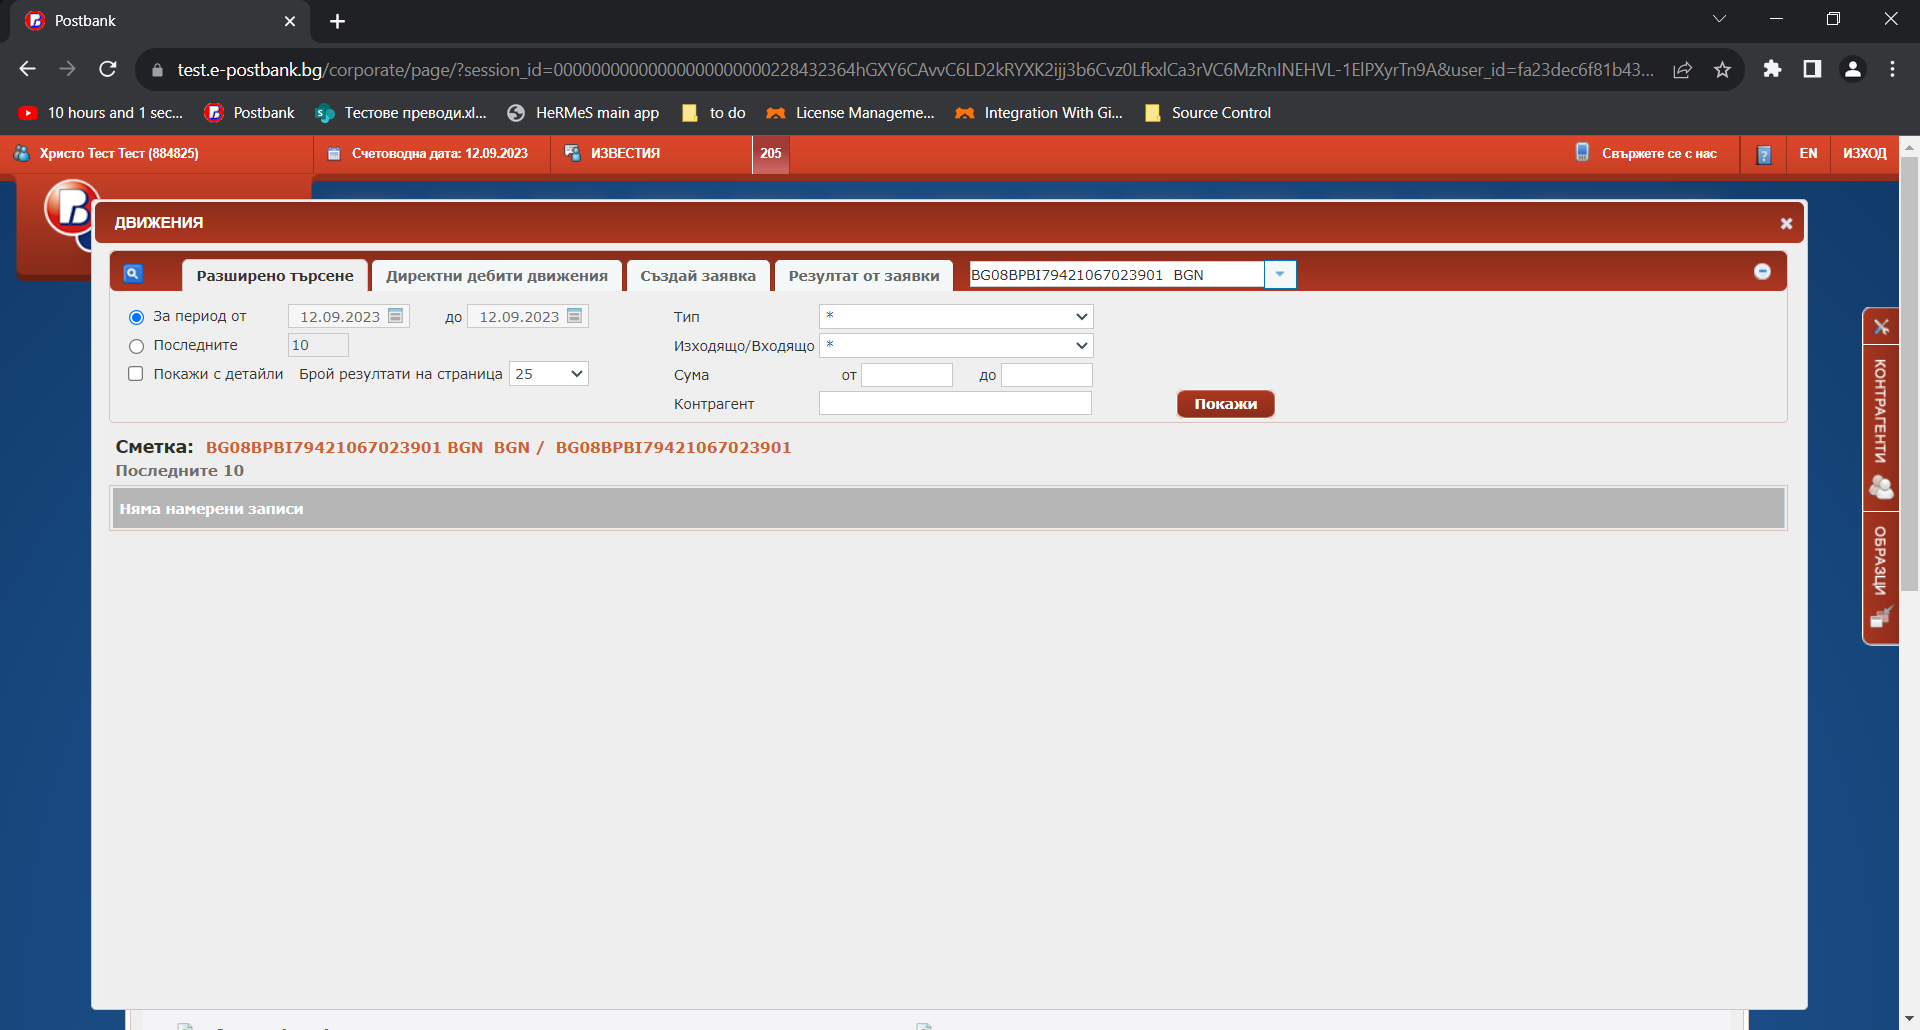 Postbank
test.e-postbank.bg/corporate/page/?session_id=
10 hours and 1 sec... Postbank Тестове преводи.xl... HeRMeS main app to do License Manageme... Integration With Gi... Source Control
Христо Тест Тест (884825) Счетоводна дата: 12.09.2023 ИЗВЕСТИЯ 205 Свържете се с нас EN ИЗХОД
ДВИЖЕНИЯ
Разширено търсене Директни дебити движения Създай заявка Резултат от заявки BG08BPBI79421067023901 BGN
За период от 12.09.2023 до 12.09.2023 Тип *
Последните 10 Изходящо/Входящо *
Покажи с детайли Брой резултати на страница 25 Сума от до
Контрагент Покажи
Сметка: BG08BPBI79421067023901 BGN BGN / BG08BPBI79421067023901
Последните 10
Няма намерени записи
КОНТРАГЕНТИ
ОБРАЗЦИ